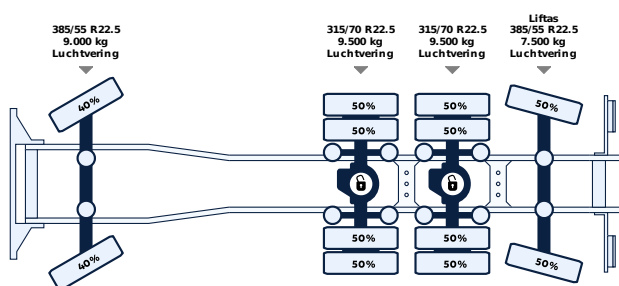 385/55 R22.5
9.000 kg
Luchtvering
315/70 R22.5
9.500 kg
Luchtvering
315/70 R22.5
9.500 kg
Luchtvering
Liftas
385/55 R22.5
7.500 kg
Luchtvering
40%
50%
50%
50%
50%
50%
40%
50%
50%
50%
50%
50%